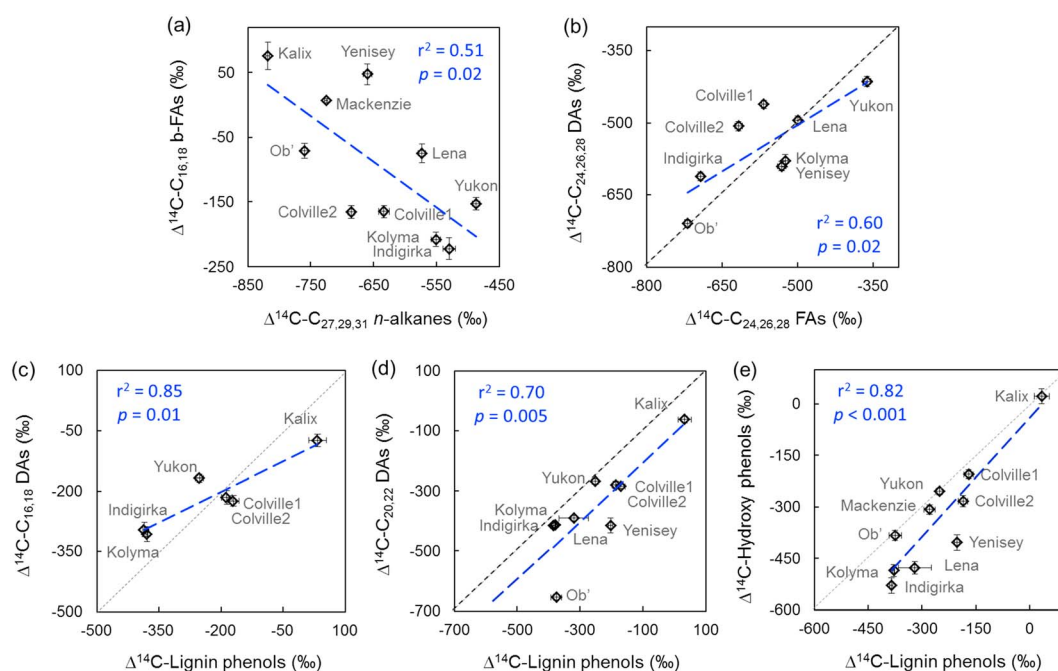 (a)
Δ¹⁴C-C₁₆,₁₈ b-FAs
(‰)
50
-50
-150
-250
Kalix
Yenisey
r² = 0.51
p = 0.02
Mackenzie
Ob'
Lena
Yukon
Colville2
Colville1
Kolyma
Indigirka
-850 -750 -650 -550 -450
Δ¹⁴C-C₂₇,₂₉,₃₁ n-alkanes (‰)
(b)
Δ¹⁴C-C₂₄,₂₆,₂₈ DAs
(‰)
-350
-500
-650
-800
Colville1
Yukon
Colville2
Lena
Indigirka
Kolyma
Yenisey
r² = 0.60
p = 0.02
Ob'
-800 -650 -500
Δ¹⁴C-C₂₄,₂₆,₂₈ FAs (‰)
(c)
Δ¹⁴C-C₁₆,₁₈ DAs
(‰)
100
-50
-200
-350
-500
r² = 0.85
p = 0.01
Kalix
Yukon
Indigirka
Colville1
Colville2
Kolyma
-500 -350 -200 -50 100
Δ¹⁴C-Lignin phenols (‰)
(d)
Δ¹⁴C-C₂₀,₂₂ DAs
(‰)
100
-100
-300
-500
-700
r² = 0.70
p = 0.005
Kalix
Yukon
Colville1
Colville2
Kolyma
Indigirka
Lena
Yenisey
Ob'
-700 -500 -300 -100 100
Δ¹⁴C-Lignin phenols (‰)
(e)
Δ¹⁴C-Hydroxy phenols
(‰)
0
-150
-300
-450
-600
r² = 0.82
p < 0.001
Kalix
Colville1
Yukon
Mackenzie
Colville2
Ob'
Yenisey
Kolyma
Lena
Indigirka
-600 -450 -300 -150 0
Δ¹⁴C-Lignin phenols (‰)